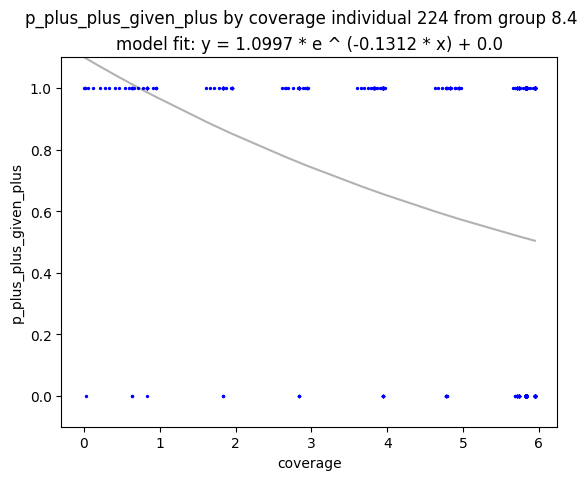 p_plus_plus_given_plus by coverage individual 224 from group 8.4
model fit: y = 1.0997 * e ^ (-0.1312 * x) + 0.0
1.0
0.8
0.6
0.4
0.2
0.0
p_plus_plus_given_plus
0 1 2 3 4 5 6
coverage